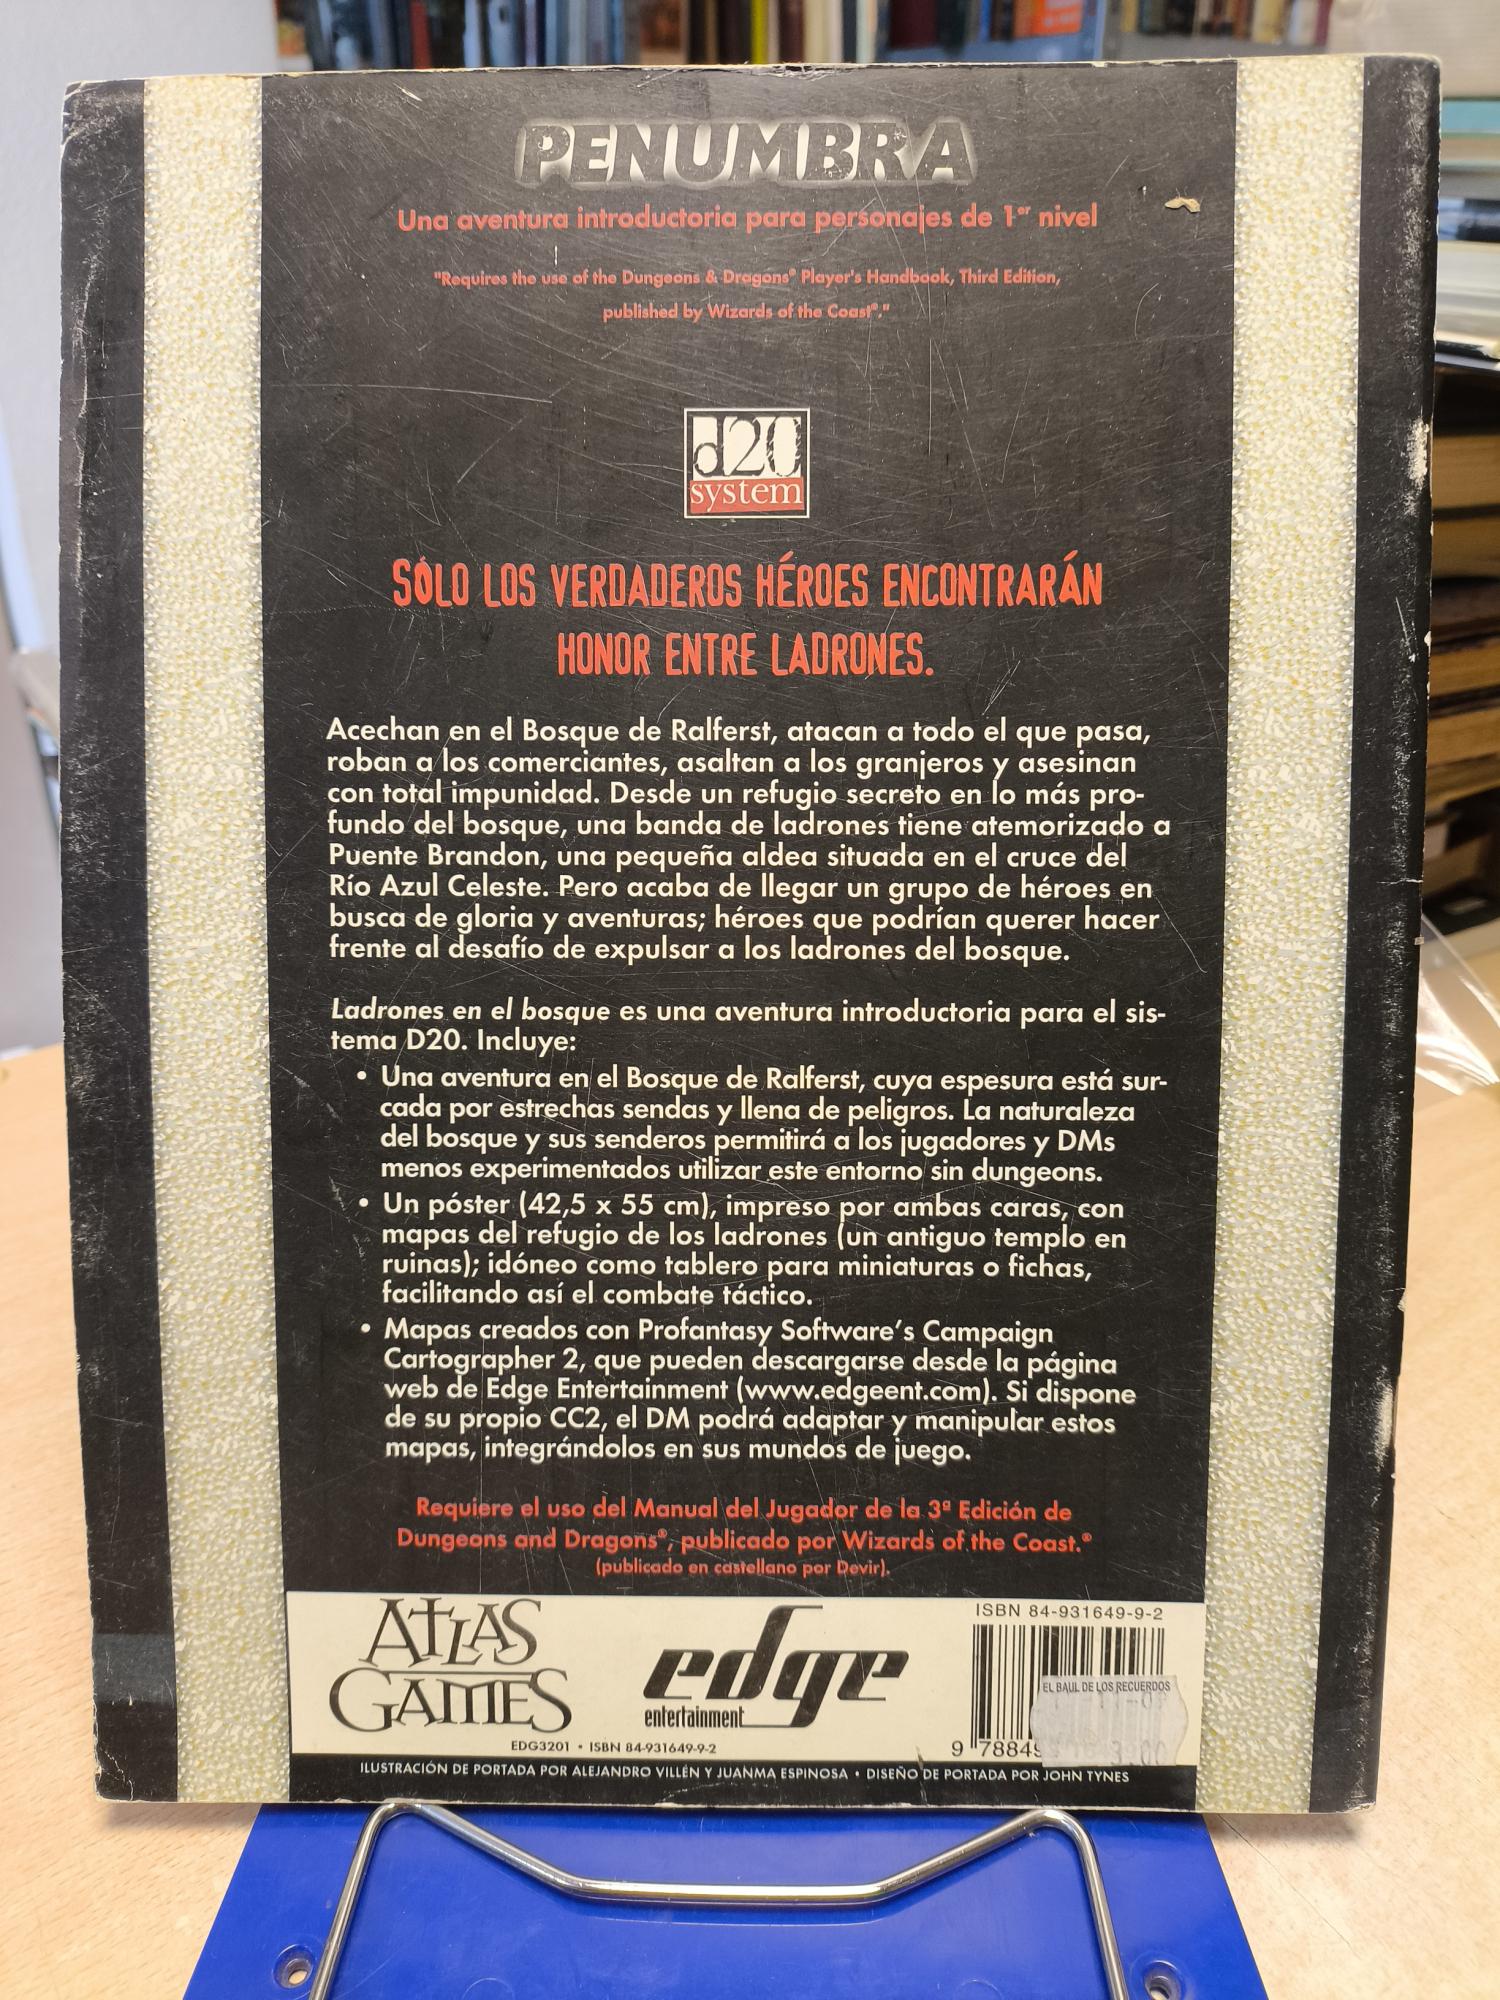 PENUMBRA
Una aventura introductoria para personajes de 1er nivel
"Requires the use of the Dungeons & Dragons® Player's Handbook, Third Edition,
published by Wizards of the Coast®."
d20
system
SÓLO LOS VERDADEROS HÉROES ENCONTRARÁN
HONOR ENTRE LADRONES.
Acechan en el Bosque de Ralferst, atacan a todo el que pasa,
roban a los comerciantes, asaltan a los granjeros y asesinan
con total impunidad. Desde un refugio secreto en lo más pro-
fundo del bosque, una banda de ladrones tiene atemorizado a
Puente Brandon, una pequeña aldea situada en el cruce del
Río Azul Celeste. Pero acaba de llegar un grupo de héroes en
busca de gloria y aventuras; héroes que podrían querer hacer
frente al desafío de expulsar a los ladrones del bosque.
Ladrones en el bosque es una aventura introductoria para el sis-
tema D20. Incluye:
• Una aventura en el Bosque de Ralferst, cuya espesura está sur-
cada por estrechas sendas y llena de peligros. La naturaleza
del bosque y sus senderos permitirá a los jugadores y DMs
menos experimentados utilizar este entorno sin dungeons.
• Un póster (42,5 x 55 cm), impreso por ambas caras, con
mapas del refugio de los ladrones (un antiguo templo en
ruinas); idóneo como tablero para miniaturas o fichas,
facilitando así el combate táctico.
• Mapas creados con Profantasy Software's Campaign
Cartographer 2, que pueden descargarse desde la página
web de Edge Entertainment (www.edgeent.com). Si dispone
de su propio CC2, el DM podrá adaptar y manipular estos
mapas, integrándolos en sus mundos de juego.
Requiere el uso del Manual del Jugador de la 3ª Edición de
Dungeons and Dragons®, publicado por Wizards of the Coast.®
(publicado en castellano por Devir).
ATLAS
GAMES
edge
entertainment
ISBN 84-931649-9-2
EL BAUL DE LOS RECUERDOS
9 78849
EDG3201 • ISBN 84-931649-9-2
ILUSTRACIÓN DE PORTADA POR ALEJANDRO VILLÉN Y JUANMA ESPINOSA • DISEÑO DE PORTADA POR JOHN TYNES